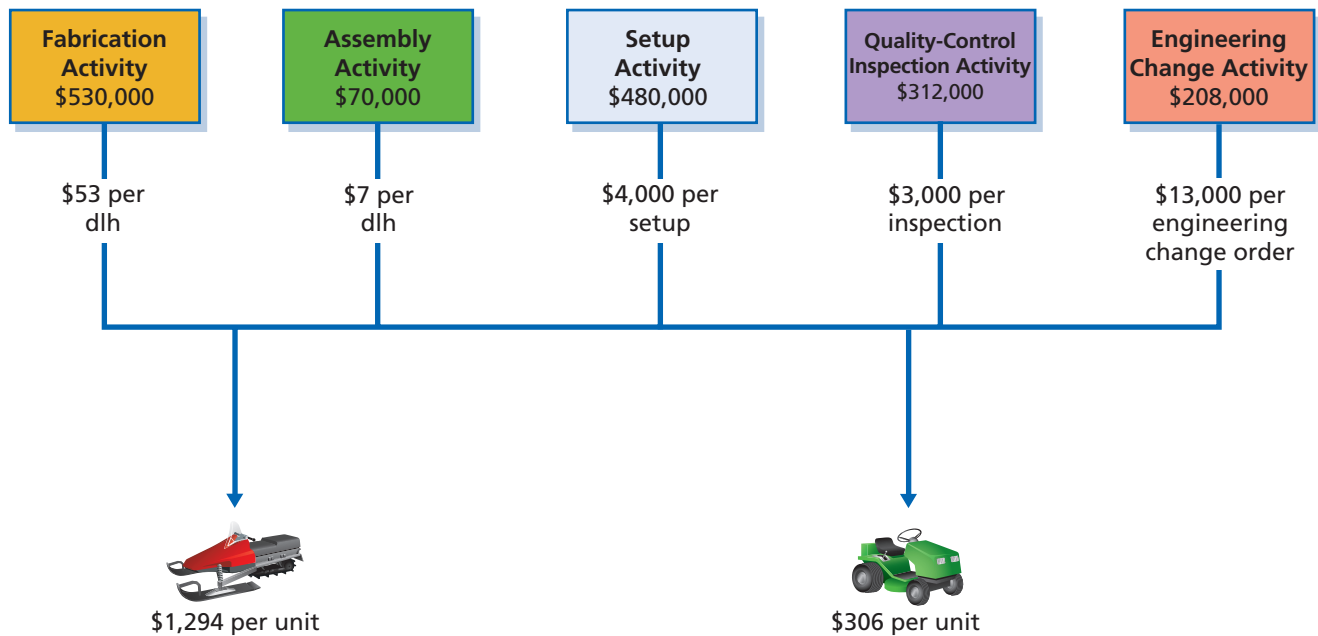 Fabrication
Activity
$530,000
Assembly
Activity
$70,000
Setup
Activity
$480,000
Quality-Control
Inspection Activity
$312,000
Engineering
Change Activity
$208,000
$53 per
dlh
$7 per
dlh
$4,000 per
setup
$3,000 per
inspection
$13,000 per
engineering
change order
$1,294 per unit
$306 per unit